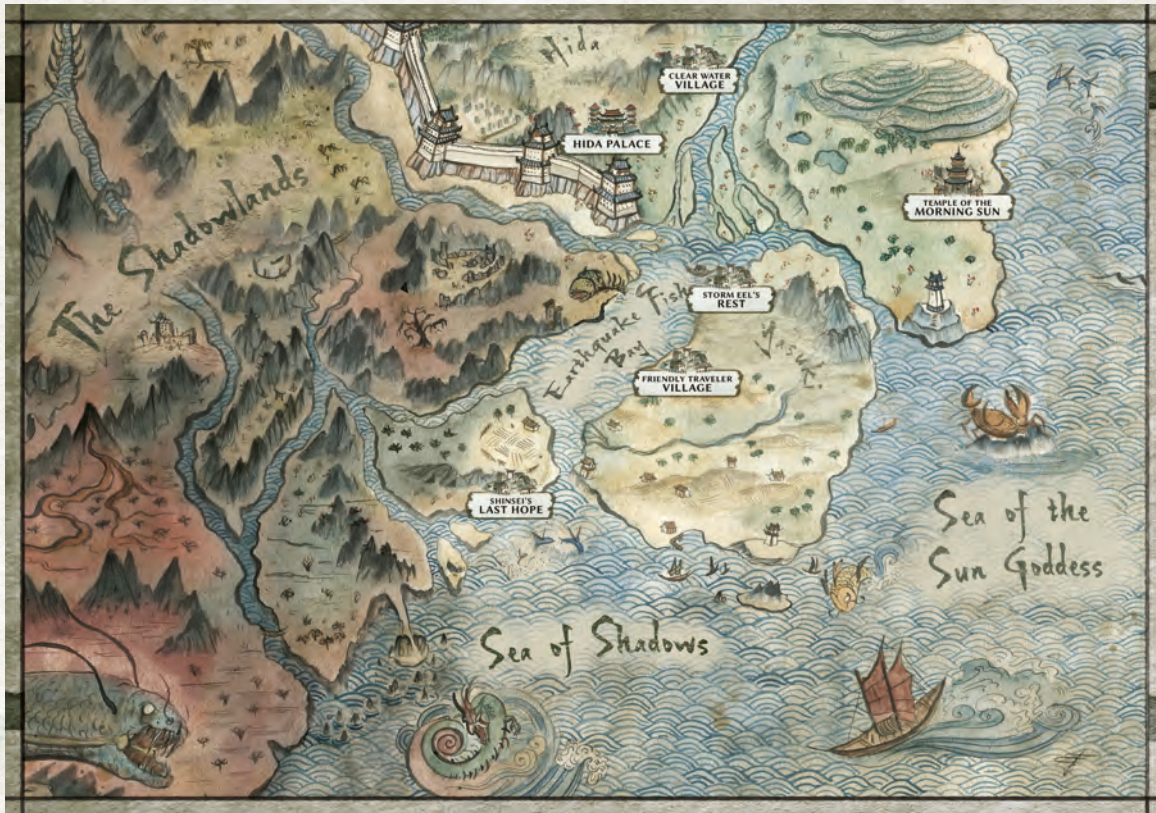 Hida
CLEAR WATER
VILLAGE
HIDA PALACE
TEMPLE OF THE
MORNING SUN
The Shadowlands
STORM EEL'S
REST
Earthquake Fish
Bay
Yasuki
FRIENDLY TRAVELER
VILLAGE
SHINSEI'S
LAST HOPE
Sea of the
Sun Goddess
Sea of Shadows